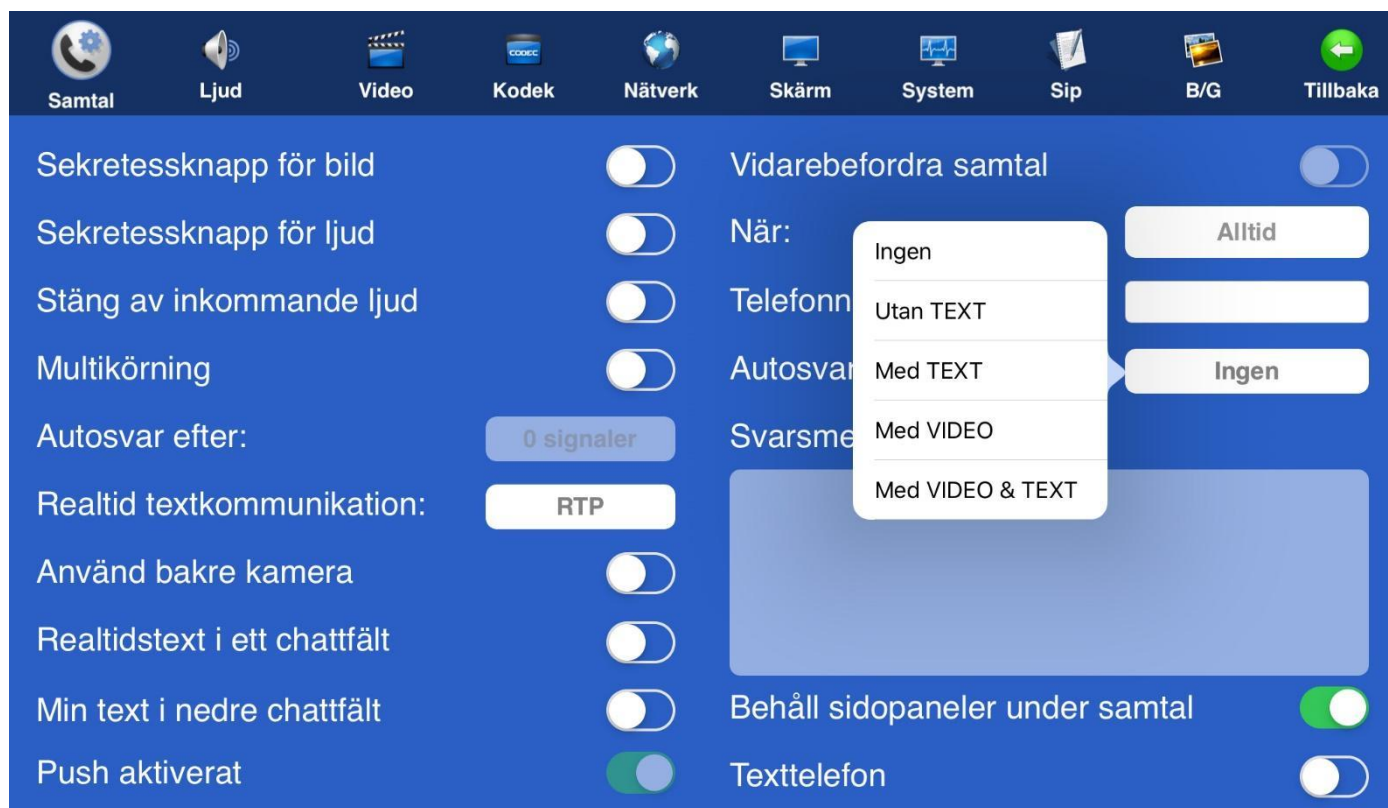 Samtal
Ljud
Video
CODEC
Kodek
Nätverk
Skärm
System
Sip
B/G
Tillbaka
Sekretessknapp för bild
Sekretessknapp för ljud
Stäng av inkommande ljud
Multikörning
Autosvar efter:
0 signaler
Realtid textkommunikation:
RTP
Använd bakre kamera
Realtidstext i ett chattfält
Min text i nedre chattfält
Push aktiverat
Vidarebefordra samtal
När:
Alltid
Telefonn
Autosvar
Ingen
Svarsme
Ingen
Utan TEXT
Med TEXT
Med VIDEO
Med VIDEO & TEXT
Behåll sidopaneler under samtal
Texttelefon